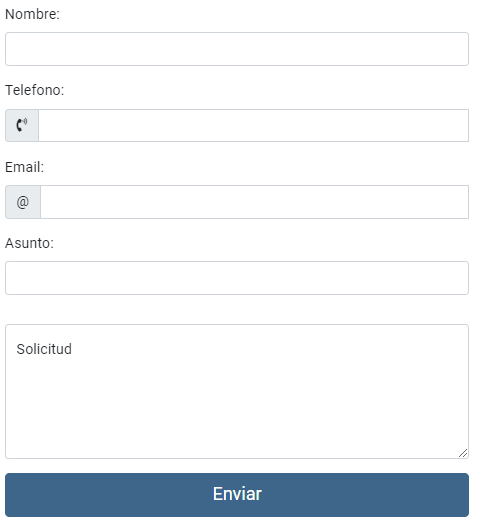 Nombre:
Telefono:
Email:
@
Asunto:
Solicitud
Enviar